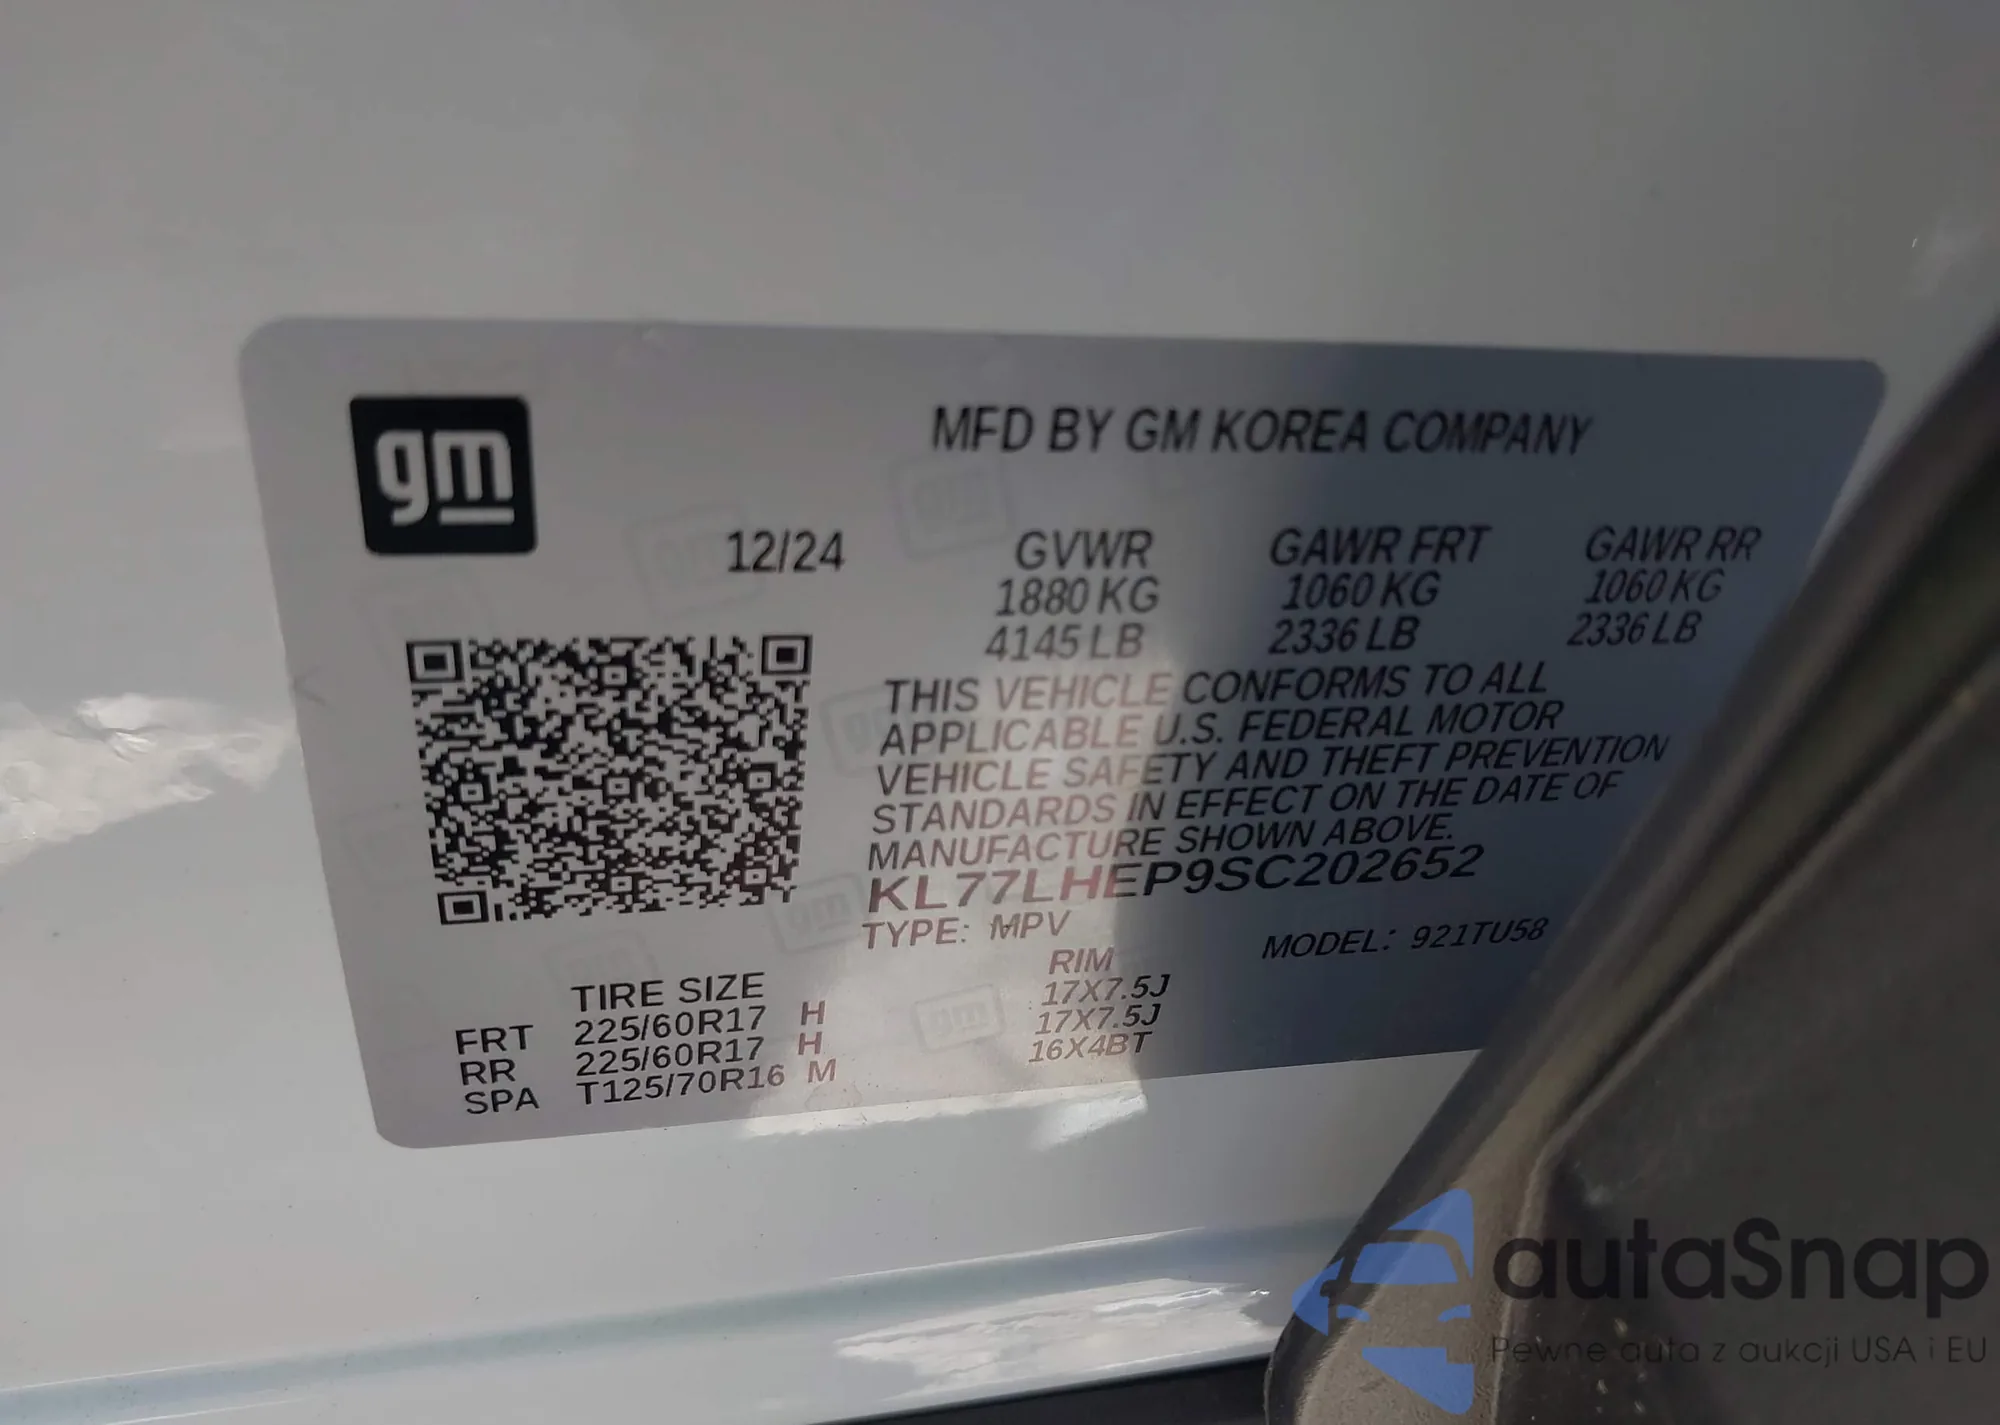 gm
MFD BY GM KOREA COMPANY
12/24 GVWR GAWR FRT GAWR RR
1880 KG 1060 KG 1060 KG
4145 LB 2336 LB 2336 LB
THIS VEHICLE CONFORMS TO ALL
APPLICABLE U.S. FEDERAL MOTOR
VEHICLE SAFETY AND THEFT PREVENTION
STANDARDS IN EFFECT ON THE DATE OF
MANUFACTURE SHOWN ABOVE.
KL77LHEP9SC202652
TYPE: MPV MODEL: 921TU58
TIRE SIZE RIM
FRT 225/60R17 H 17X7.5J
RR 225/60R17 H 17X7.5J
SPA T125/70R16 M 16X4BT
autaSnap
Pewne auta z aukcji USA i EU